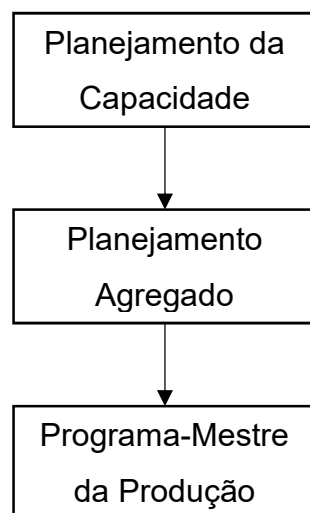 Planejamento da
Capacidade
Planejamento
Agregado
Programa-Mestre
da Produção